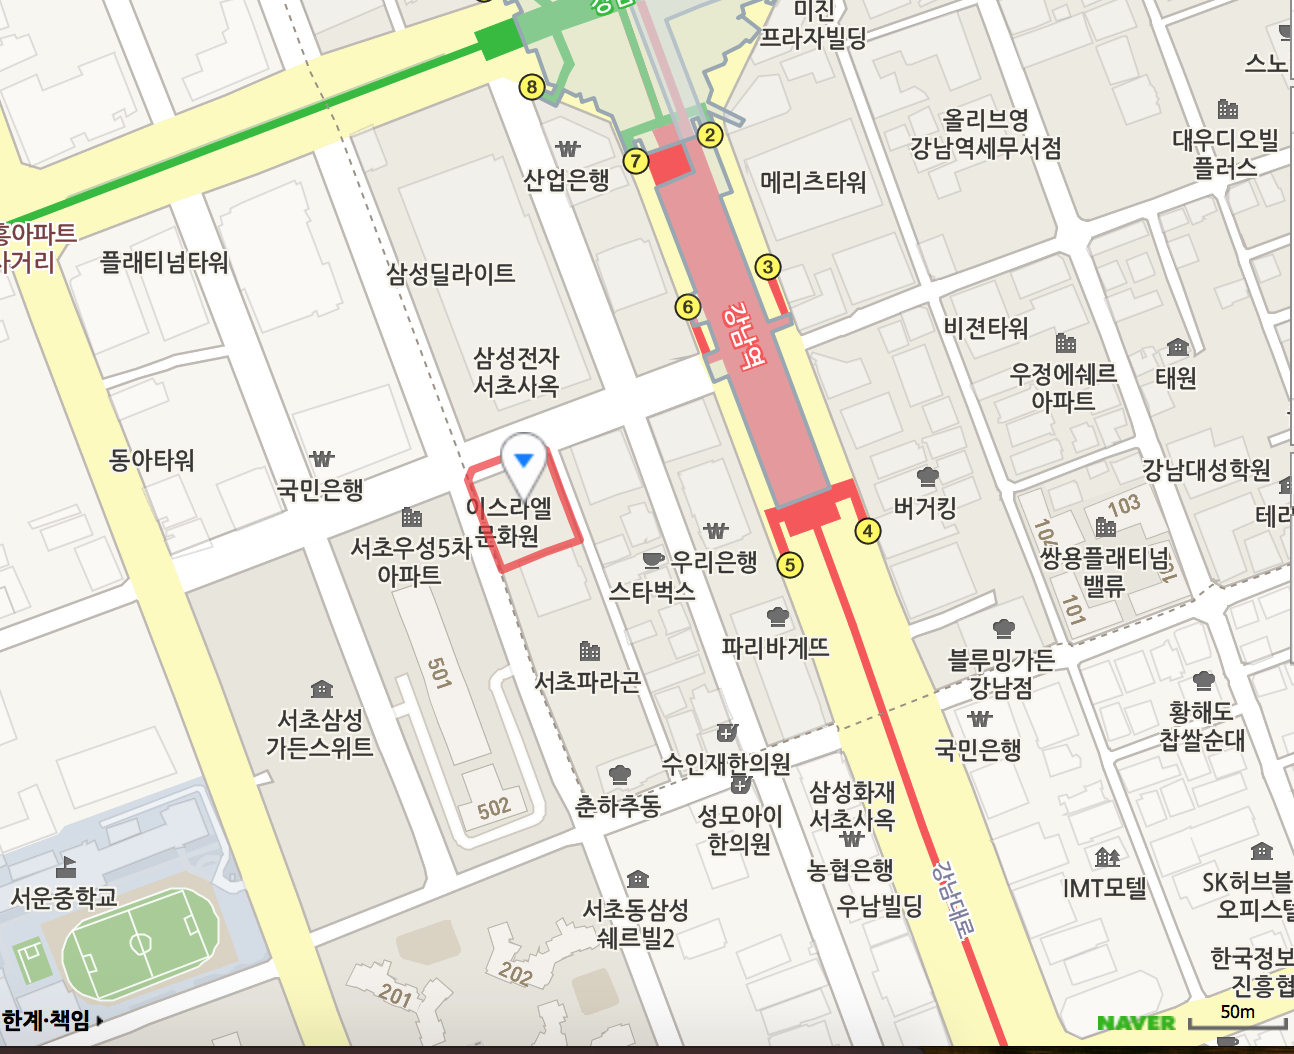 강남
미진
프라자빌딩
스노
8
2
7
산업은행
올리브영
강남역세무서점
대우디오빌
플러스
메리츠타워
흥아파트
사거리
플래티넘타워
삼성딜라이트
3
6
강남역
비젼타워
우정에쉐르
아파트
태원
삼성전자
서초사옥
동아타워
국민은행
이스라엘
문화원
서초우성5차
아파트
우리은행
스타벅스
5
4
버거킹
강남대성학원
테라
103
104
쌍용플래티넘
밸류
101
파리바게뜨
블루밍가든
강남점
501
서초파라곤
서초삼성
가든스위트
황해도
찹쌀순대
국민은행
수인재한의원
502
춘하추동
성모아이
한의원
삼성화재
서초사옥
농협은행
우남빌딩
강남대로
IMT모텔
SK허브블
오피스텔
서운중학교
서초동삼성
쉐르빌2
한국정보
진흥협
202
201
한계·책임
NAVER
50m